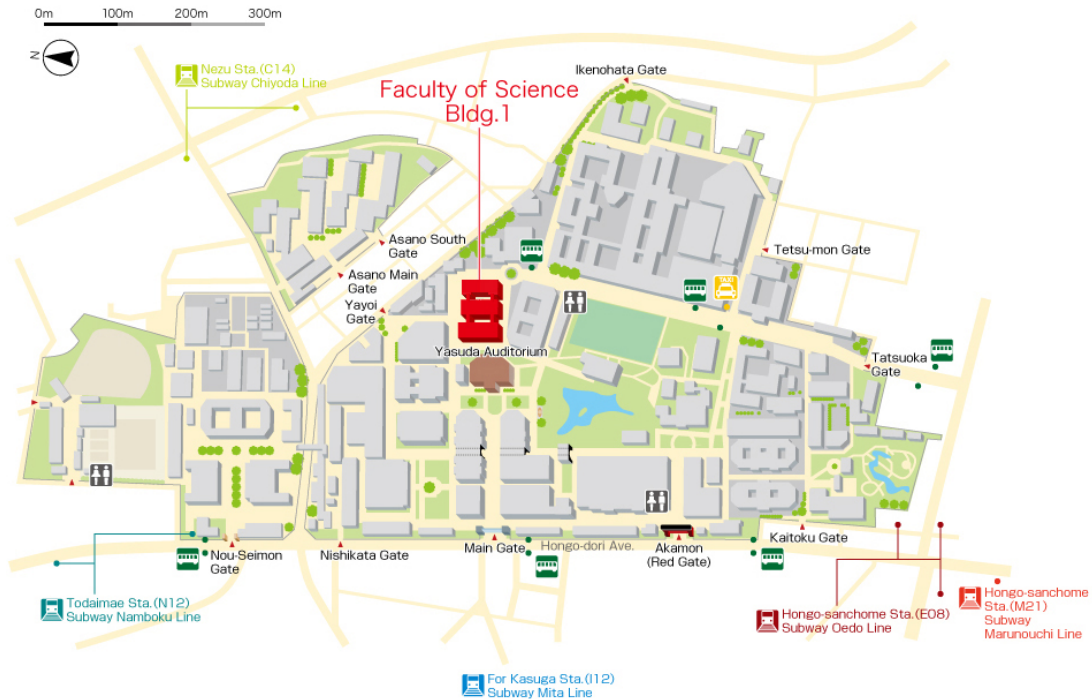 0m 100m 200m 300m
N
Nezu Sta.(C14)
Subway Chiyoda Line
Ikenohata Gate
Faculty of Science
Bldg.1
Asano South
Gate
Tetsu-mon Gate
Asano Main
Gate
TAXI
Yayoi
Gate
Yasuda Auditorium
Tatsuoka
Gate
Nou-Seimon
Gate
Nishikata Gate
Main Gate
Hongo-dori Ave.
Akamon
(Red Gate)
Kaitoku Gate
Todaimae Sta.(N12)
Subway Namboku Line
Hongo-sanchome Sta.(E08)
Subway Oedo Line
Hongo-sanchome
Sta.(M21)
Subway
Marunouchi Line
For Kasuga Sta.(I12)
Subway Mita Line